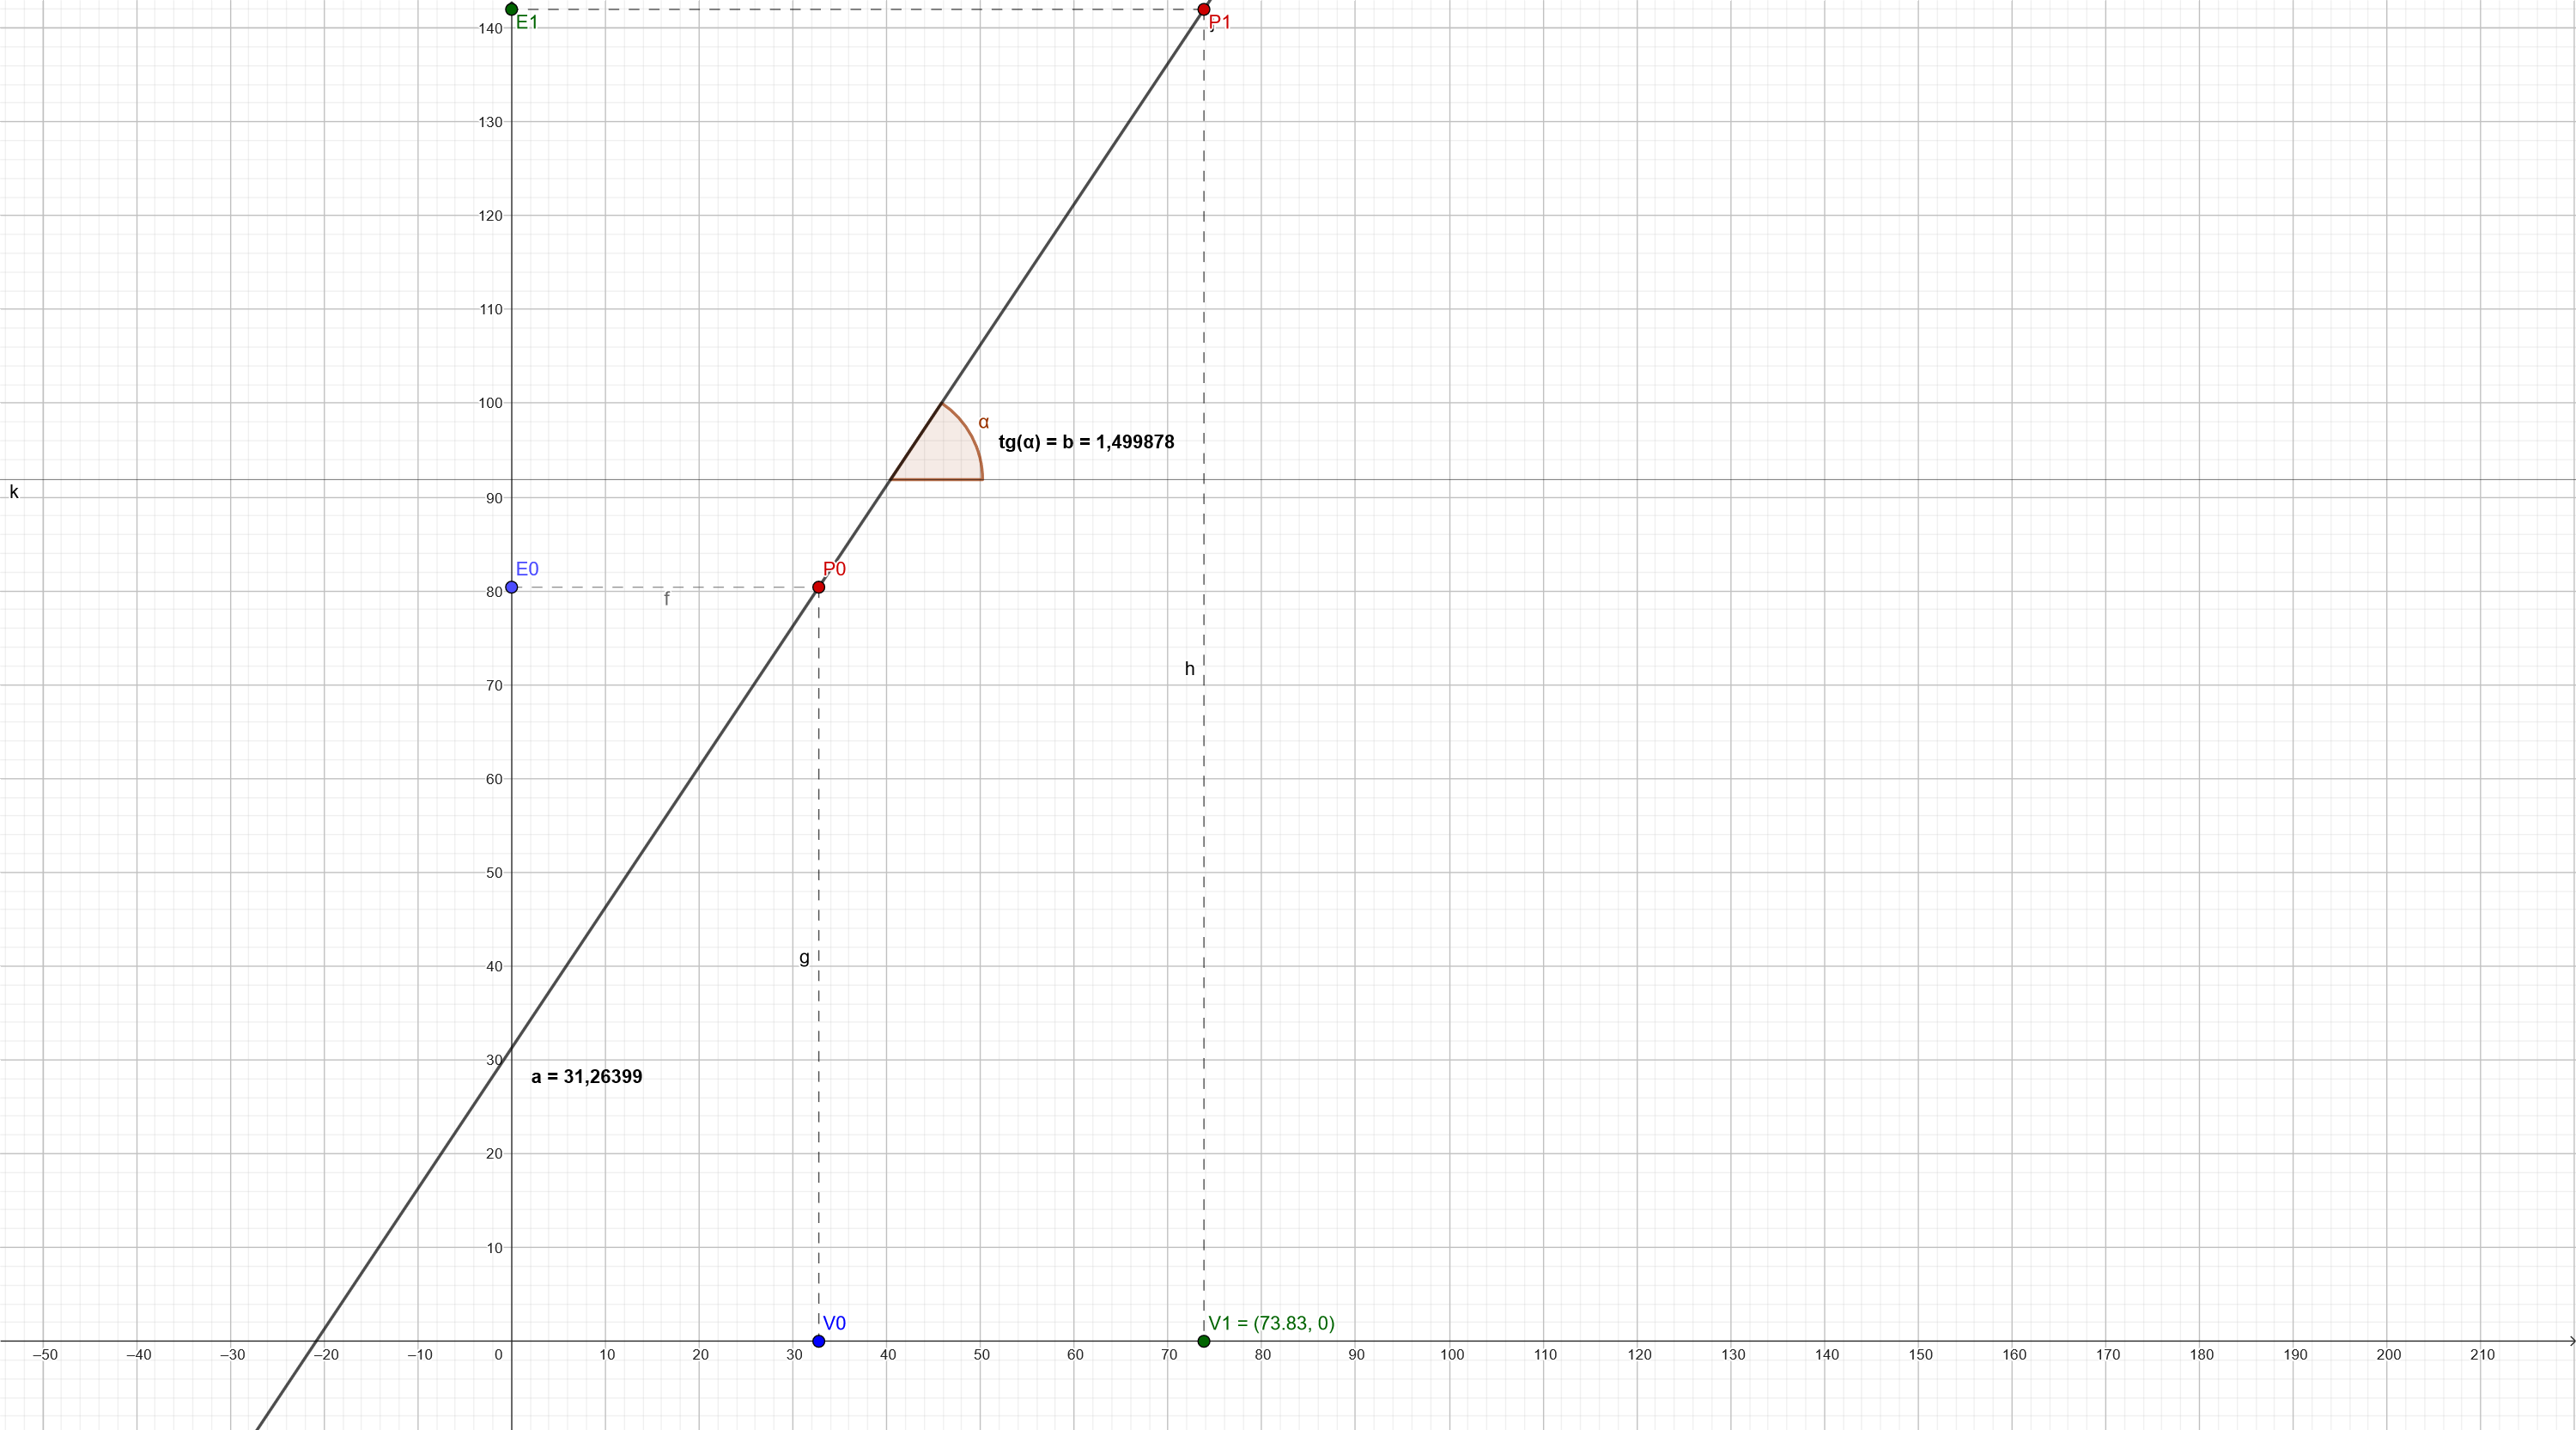 E1
P1
140
130
120
110
100
α
tg(α) = b = 1,499878
k
90
E0
P0
80
f
70
h
60
50
g
40
30
a = 31,26399
20
10
V0
V1 = (73.83, 0)
–50 –40 –30 –20 –10 0 10 20 30 40 50 60 70 80 90 100 110 120 130 140 150 160 170 180 190 200 210